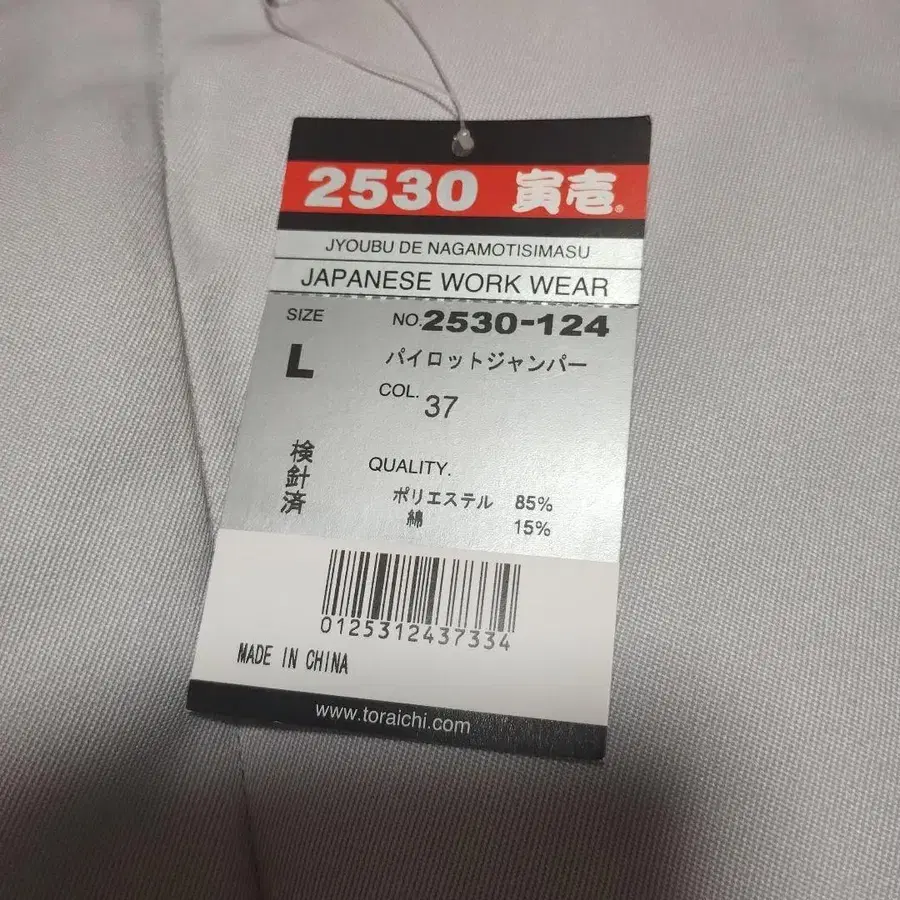 2530 寅壱®
JYOUBU DE NAGAMOTISIMASU
JAPANESE WORK WEAR
SIZE NO.2530-124
L パイロットジャンパー
COL. 37
検針済
QUALITY.
ポリエステル 85%
綿 15%
0125312437334
MADE IN CHINA
www.toraichi.com